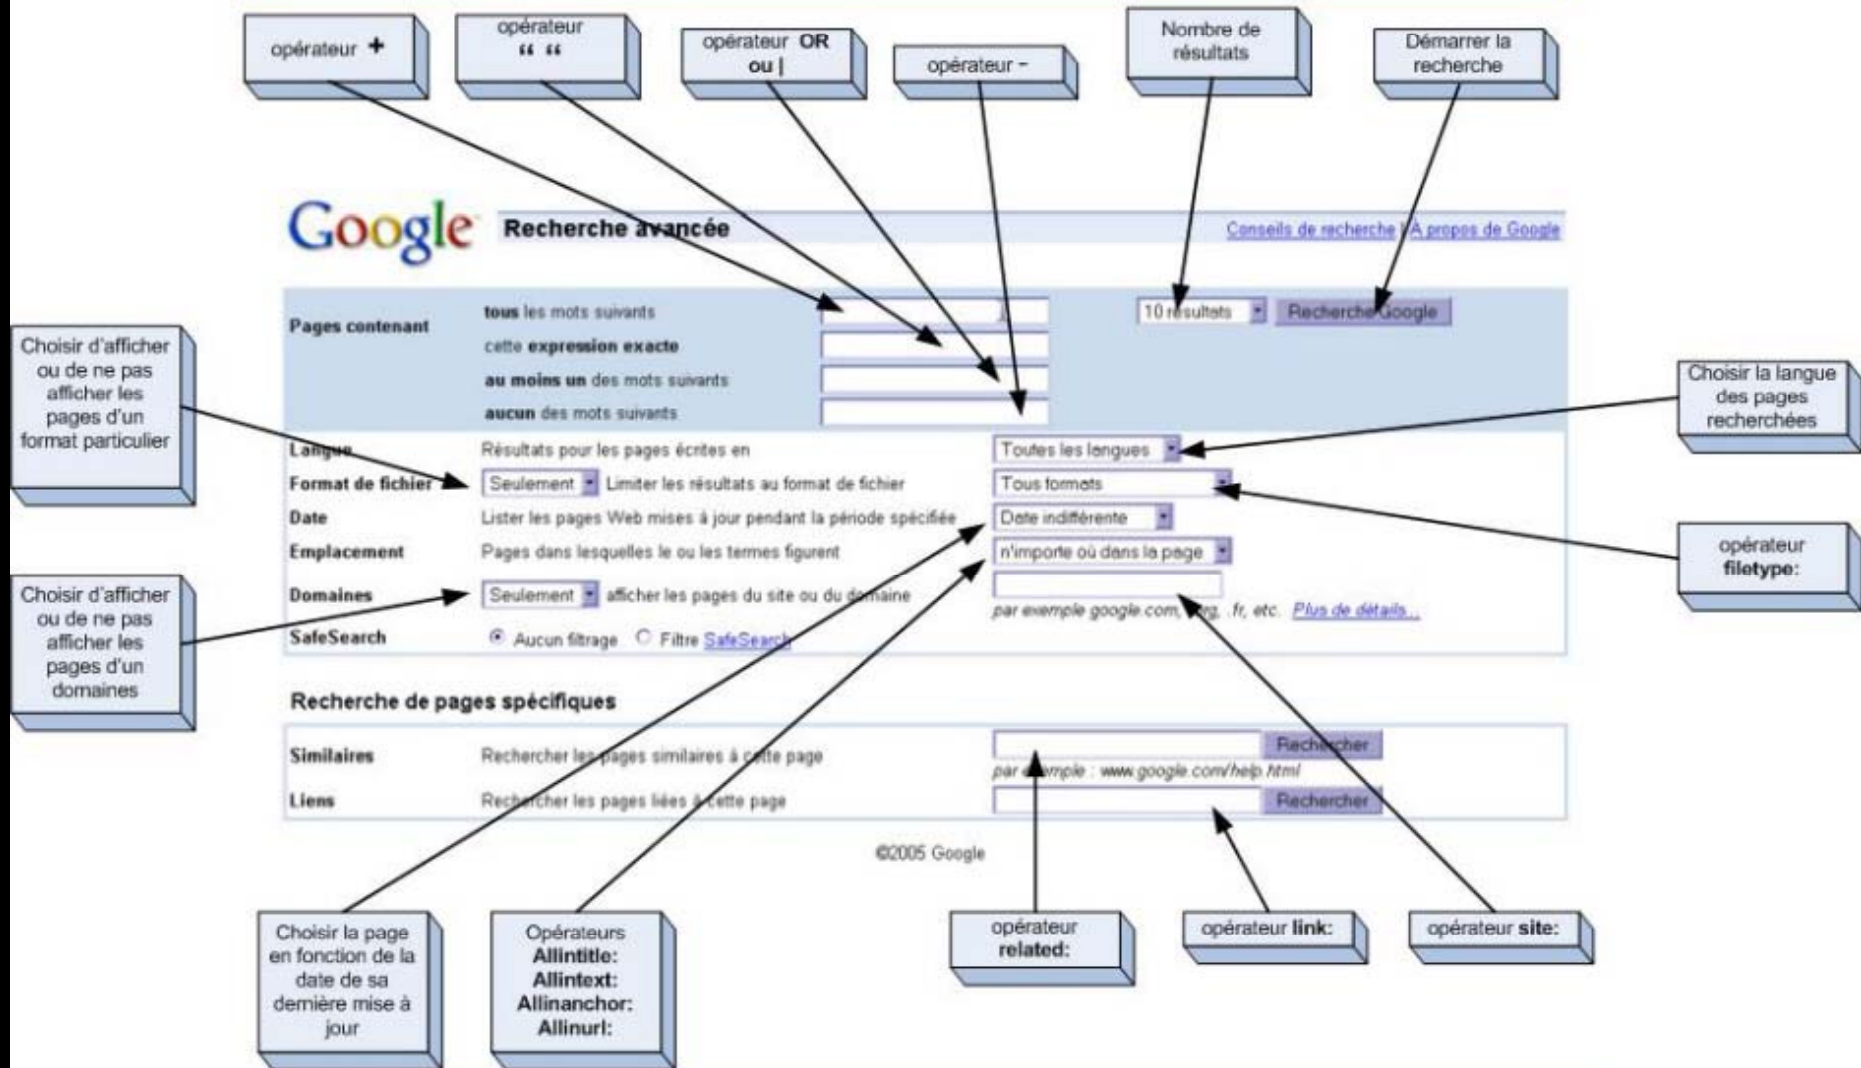 opérateur +
opérateur
“ “
opérateur OR
ou |
opérateur -
Nombre de
résultats
Démarrer la
recherche
Google Recherche avancée
Conseils de recherche | À propos de Google
Pages contenant
tous les mots suivants
10 résultats Recherche Google
cette expression exacte
au moins un des mots suivants
aucun des mots suivants
Langue Résultats pour les pages écrites en Toutes les langues
Format de fichier Seulement Limiter les résultats au format de fichier Tous formats
Date Lister les pages Web mises à jour pendant la période spécifiée Date indifférente
Emplacement Pages dans lesquelles le ou les termes figurent n'importe où dans la page
Domaines Seulement afficher les pages du site ou du domaine
par exemple google.com, .org, .fr, etc. Plus de détails...
SafeSearch Aucun filtrage Filtre SafeSearch
Recherche de pages spécifiques
Similaires Rechercher les pages similaires à cette page Rechercher
par exemple : www.google.com/help.html
Liens Rechercher les pages liées à cette page Rechercher
©2005 Google
Choisir d'afficher
ou de ne pas
afficher les
pages d'un
format particulier
Choisir d'afficher
ou de ne pas
afficher les
pages d'un
domaines
Choisir la langue
des pages
recherchées
opérateur
filetype:
Choisir la page
en fonction de la
date de sa
dernière mise à
jour
Opérateurs
Allintitle:
Allintext:
Allinanchor:
Allinurl:
opérateur
related:
opérateur link:
opérateur site: